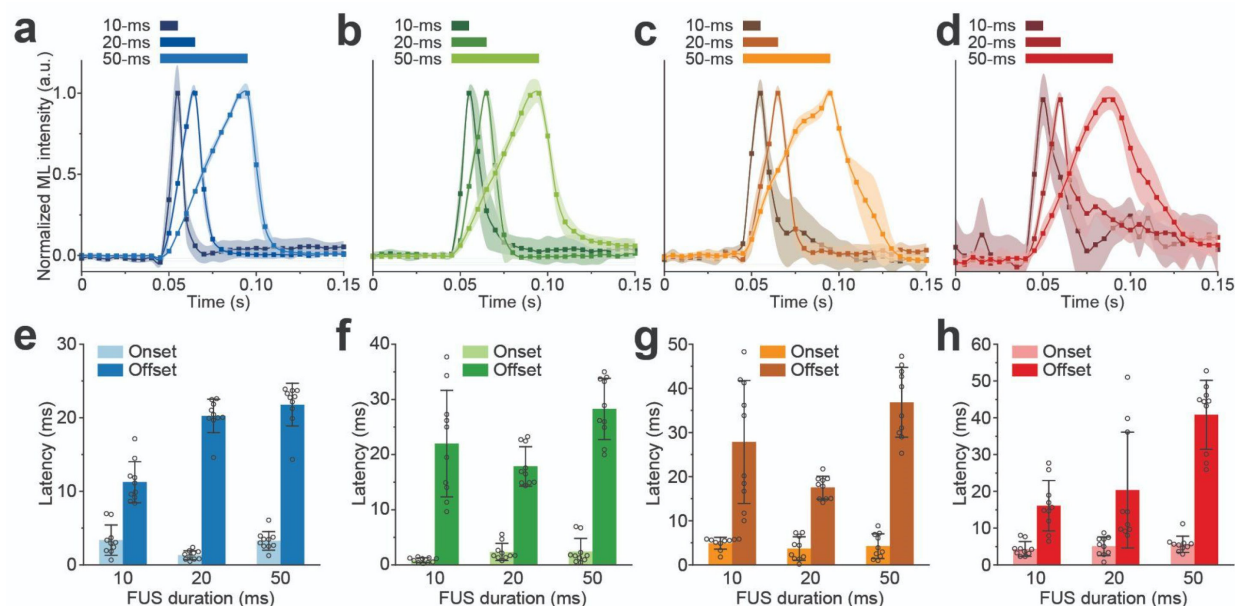 a
10-ms
20-ms
50-ms
Normalized ML intensity (a.u.)
1.0
0.5
0.0
0
0.05
0.10
0.15
Time (s)
b
10-ms
20-ms
50-ms
0
0.05
0.10
0.15
Time (s)
c
10-ms
20-ms
50-ms
0
0.05
0.10
0.15
Time (s)
d
10-ms
20-ms
50-ms
0
0.05
0.10
0.15
Time (s)
e
Onset
Offset
Latency (ms)
30
20
10
0
10
20
50
FUS duration (ms)
f
Onset
Offset
Latency (ms)
40
30
20
10
0
10
20
50
FUS duration (ms)
g
Onset
Offset
Latency (ms)
50
40
30
20
10
0
10
20
50
FUS duration (ms)
h
Onset
Offset
Latency (ms)
60
50
40
30
20
10
0
10
20
50
FUS duration (ms)